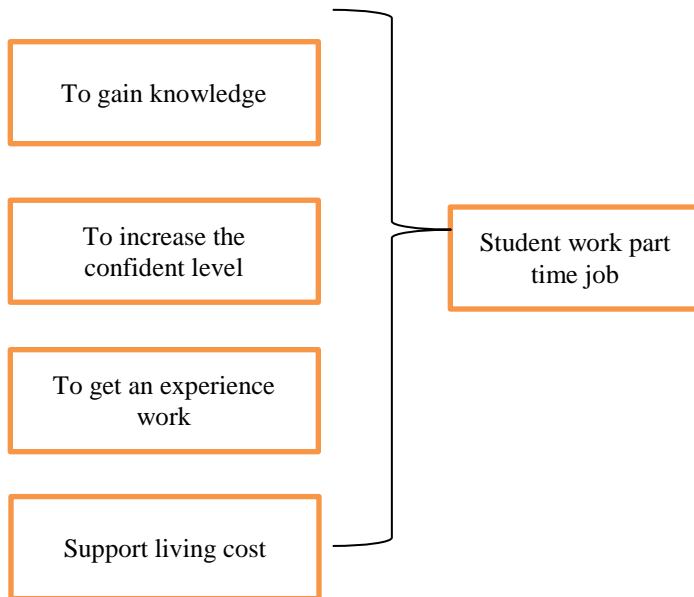 To gain knowledge
To increase the
confident level
To get an experience
work
Support living cost
Student work part
time job